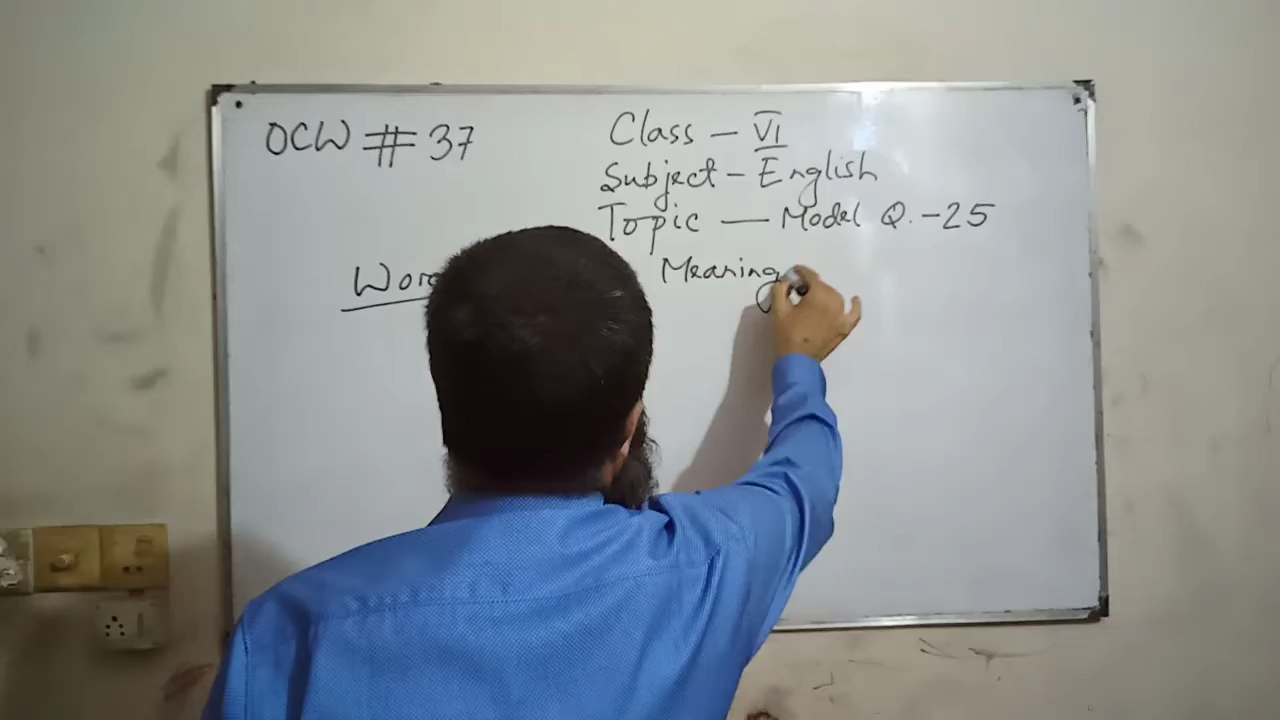 OCW # 37
Class - VI
Subject - English
Topic — Model Q. - 25
Meaning